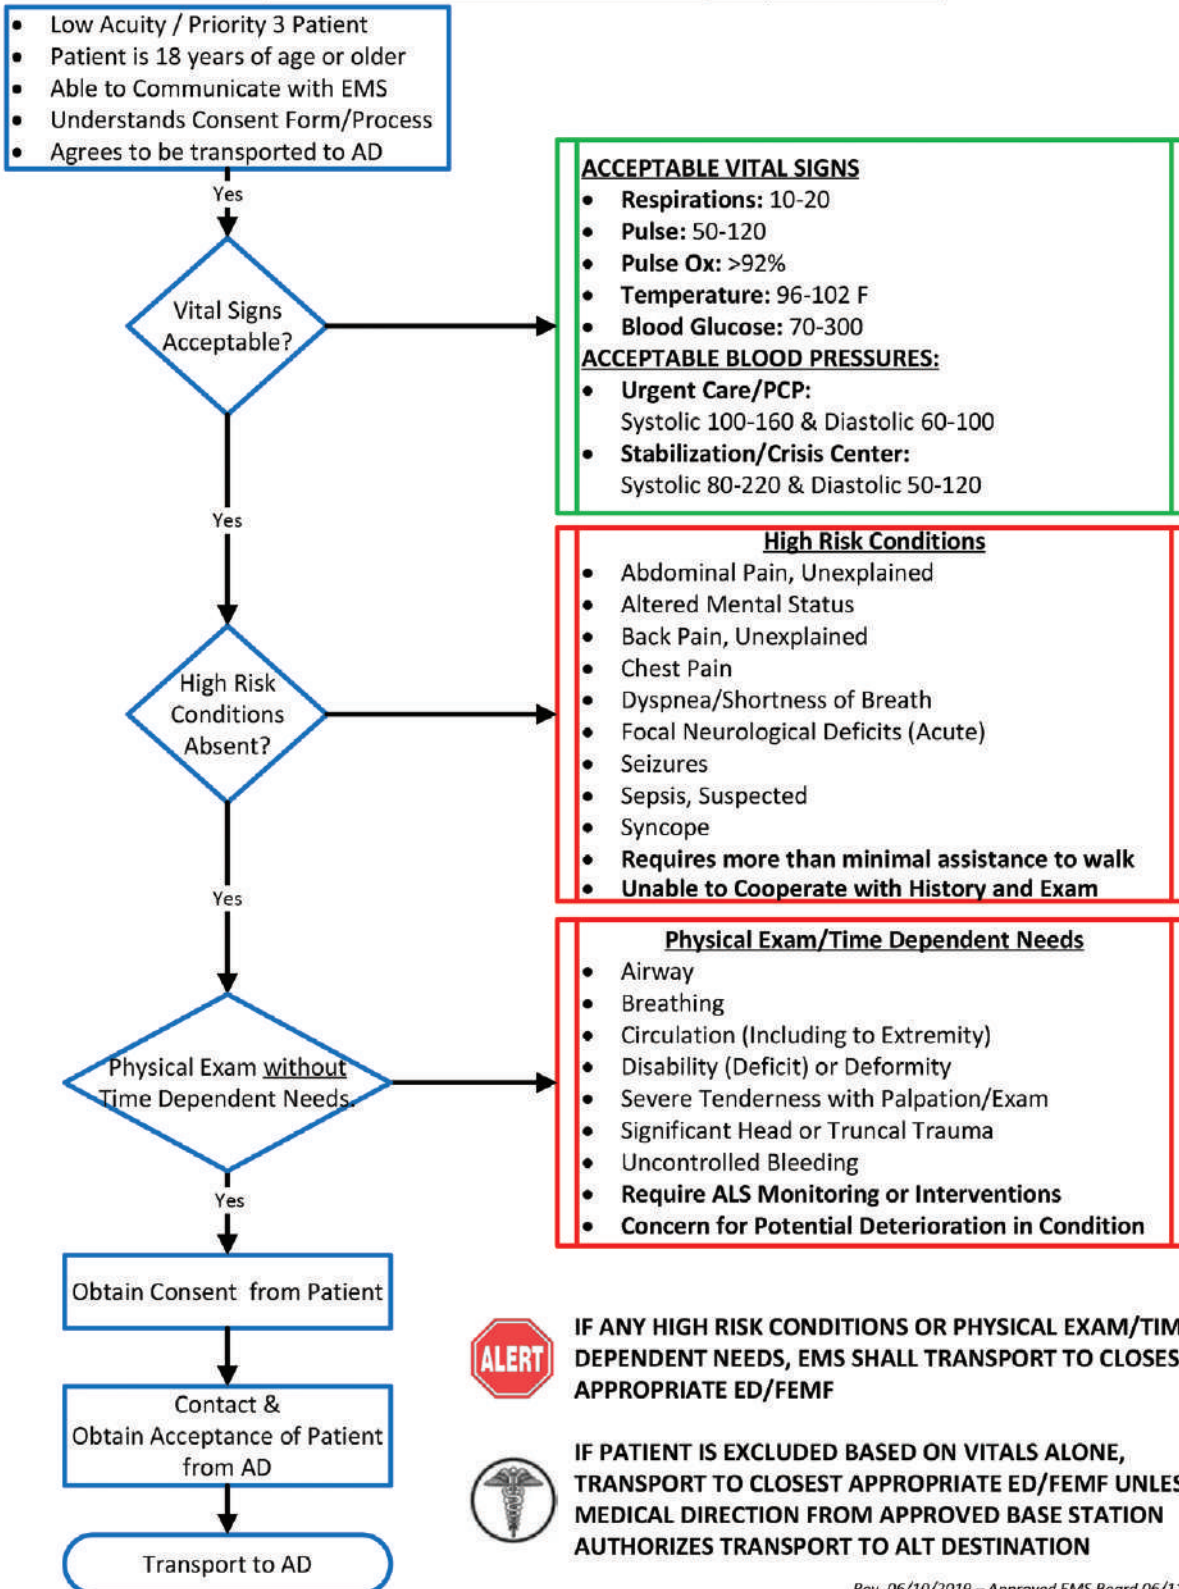 • Low Acuity / Priority 3 Patient
• Patient is 18 years of age or older
• Able to Communicate with EMS
• Understands Consent Form/Process
• Agrees to be transported to AD
Yes
Vital Signs
Acceptable?
ACCEPTABLE VITAL SIGNS
• Respirations: 10-20
• Pulse: 50-120
• Pulse Ox: >92%
• Temperature: 96-102 F
• Blood Glucose: 70-300
ACCEPTABLE BLOOD PRESSURES:
• Urgent Care/PCP:
Systolic 100-160 & Diastolic 60-100
• Stabilization/Crisis Center:
Systolic 80-220 & Diastolic 50-120
Yes
High Risk
Conditions
Absent?
High Risk Conditions
• Abdominal Pain, Unexplained
• Altered Mental Status
• Back Pain, Unexplained
• Chest Pain
• Dyspnea/Shortness of Breath
• Focal Neurological Deficits (Acute)
• Seizures
• Sepsis, Suspected
• Syncope
• Requires more than minimal assistance to walk
• Unable to Cooperate with History and Exam
Yes
Physical Exam without
Time Dependent Needs.
Physical Exam/Time Dependent Needs
• Airway
• Breathing
• Circulation (Including to Extremity)
• Disability (Deficit) or Deformity
• Severe Tenderness with Palpation/Exam
• Significant Head or Truncal Trauma
• Uncontrolled Bleeding
• Require ALS Monitoring or Interventions
• Concern for Potential Deterioration in Condition
Yes
Obtain Consent from Patient
Contact &
Obtain Acceptance of Patient
from AD
Transport to AD
ALERT
IF ANY HIGH RISK CONDITIONS OR PHYSICAL EXAM/TIM
DEPENDENT NEEDS, EMS SHALL TRANSPORT TO CLOSES
APPROPRIATE ED/FEMF
IF PATIENT IS EXCLUDED BASED ON VITALS ALONE,
TRANSPORT TO CLOSEST APPROPRIATE ED/FEMF UNLES
MEDICAL DIRECTION FROM APPROVED BASE STATION
AUTHORIZES TRANSPORT TO ALT DESTINATION
Rev. 06/10/2019 – Approved EMS Board